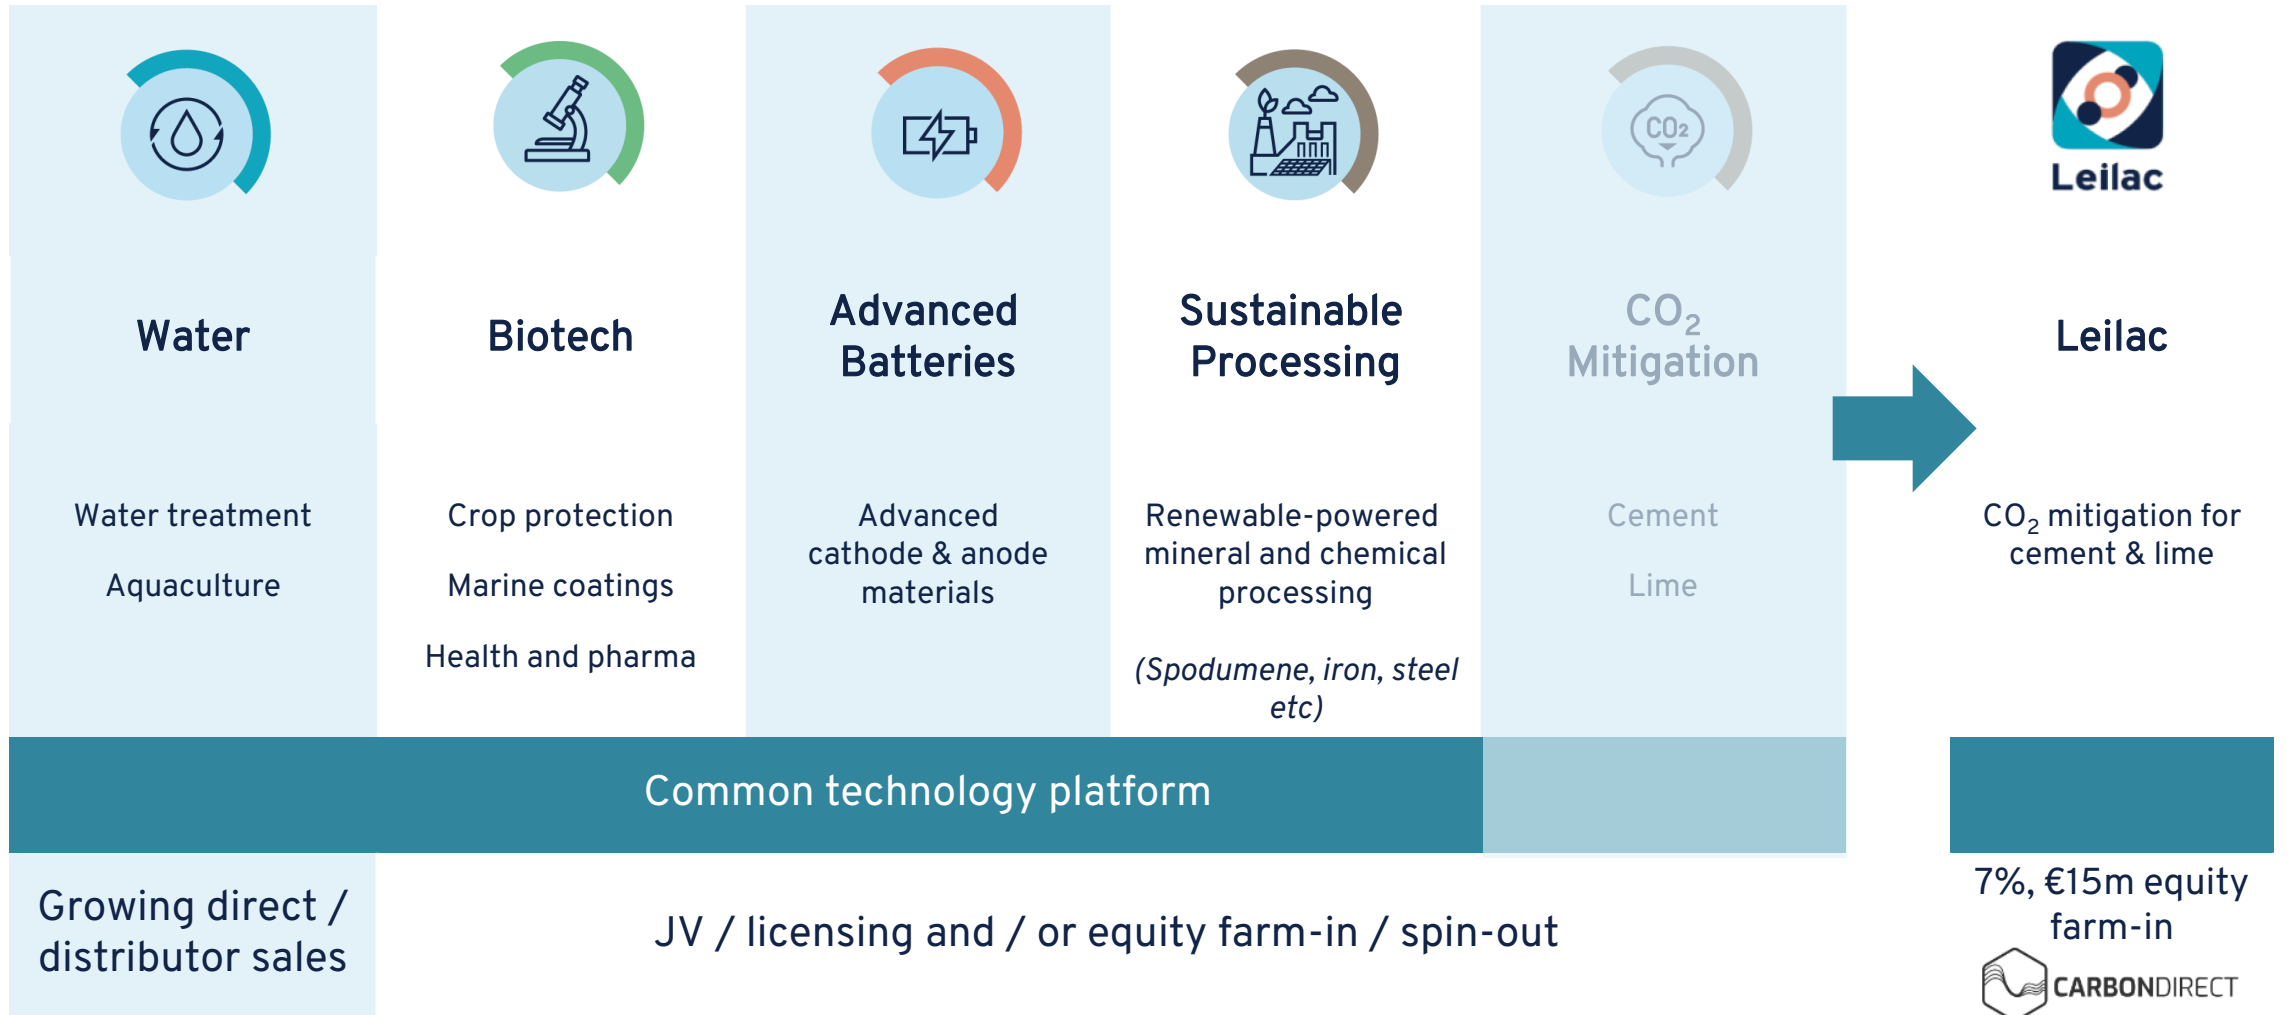 CO₂
Leilac
Water
Biotech
Advanced
Batteries
Sustainable
Processing
CO₂
Mitigation
Leilac
Water treatment
Aquaculture
Crop protection
Marine coatings
Health and pharma
Advanced
cathode & anode
materials
Renewable-powered
mineral and chemical
processing
(Spodumene, iron, steel
etc)
Cement
Lime
CO₂ mitigation for
cement & lime
Common technology platform
Growing direct /
distributor sales
JV / licensing and / or equity farm-in / spin-out
7%, €15m equity
farm-in
CARBONDIRECT